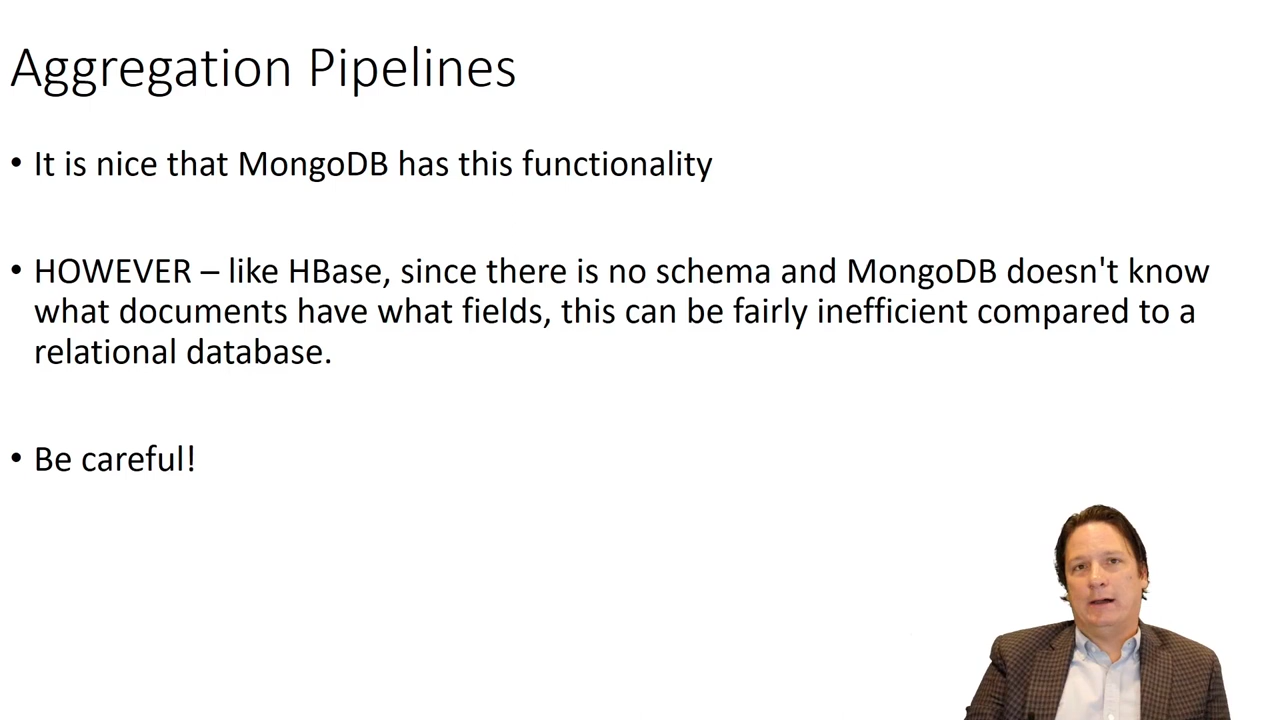 Aggregation Pipelines
• It is nice that MongoDB has this functionality
• HOWEVER – like HBase, since there is no schema and MongoDB doesn't know
what documents have what fields, this can be fairly inefficient compared to a
relational database.
• Be careful!